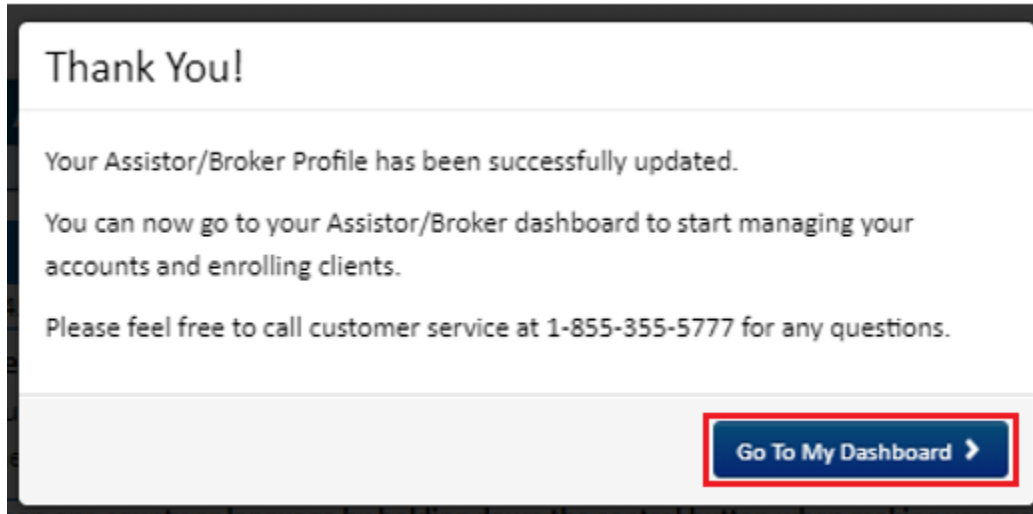 Thank You!
Your Assistor/Broker Profile has been successfully updated.
You can now go to your Assistor/Broker dashboard to start managing your
accounts and enrolling clients.
Please feel free to call customer service at 1-855-355-5777 for any questions.
Go To My Dashboard